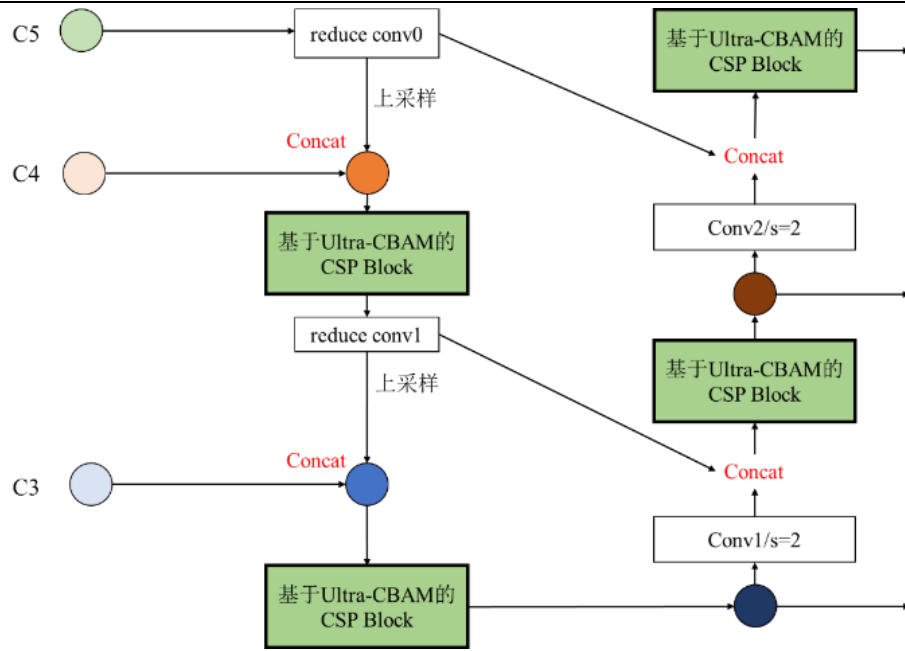 C5
reduce conv0
上采样
Concat
C4
基于Ultra-CBAM的
CSP Block
reduce conv1
上采样
Concat
C3
基于Ultra-CBAM的
CSP Block
基于Ultra-CBAM的
CSP Block
Concat
Conv2/s=2
基于Ultra-CBAM的
CSP Block
Concat
Conv1/s=2